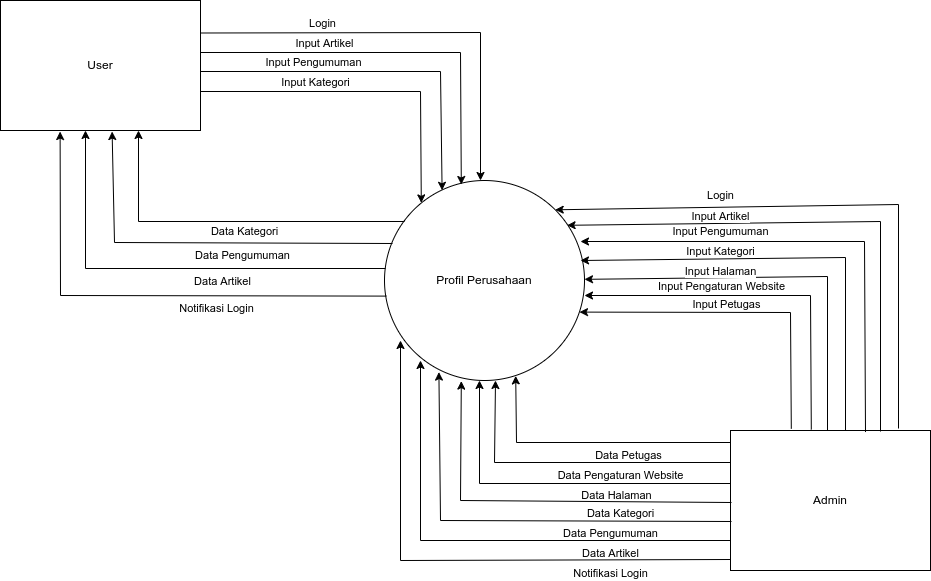 Login
Input Artikel
Input Pengumuman
Input Kategori
User
Data Kategori
Data Pengumuman
Data Artikel
Notifikasi Login
Profil Perusahaan
Login
Input Artikel
Input Pengumuman
Input Kategori
Input Halaman
Input Pengaturan Website
Input Petugas
Data Petugas
Data Pengaturan Website
Data Halaman
Data Kategori
Data Pengumuman
Data Artikel
Notifikasi Login
Admin